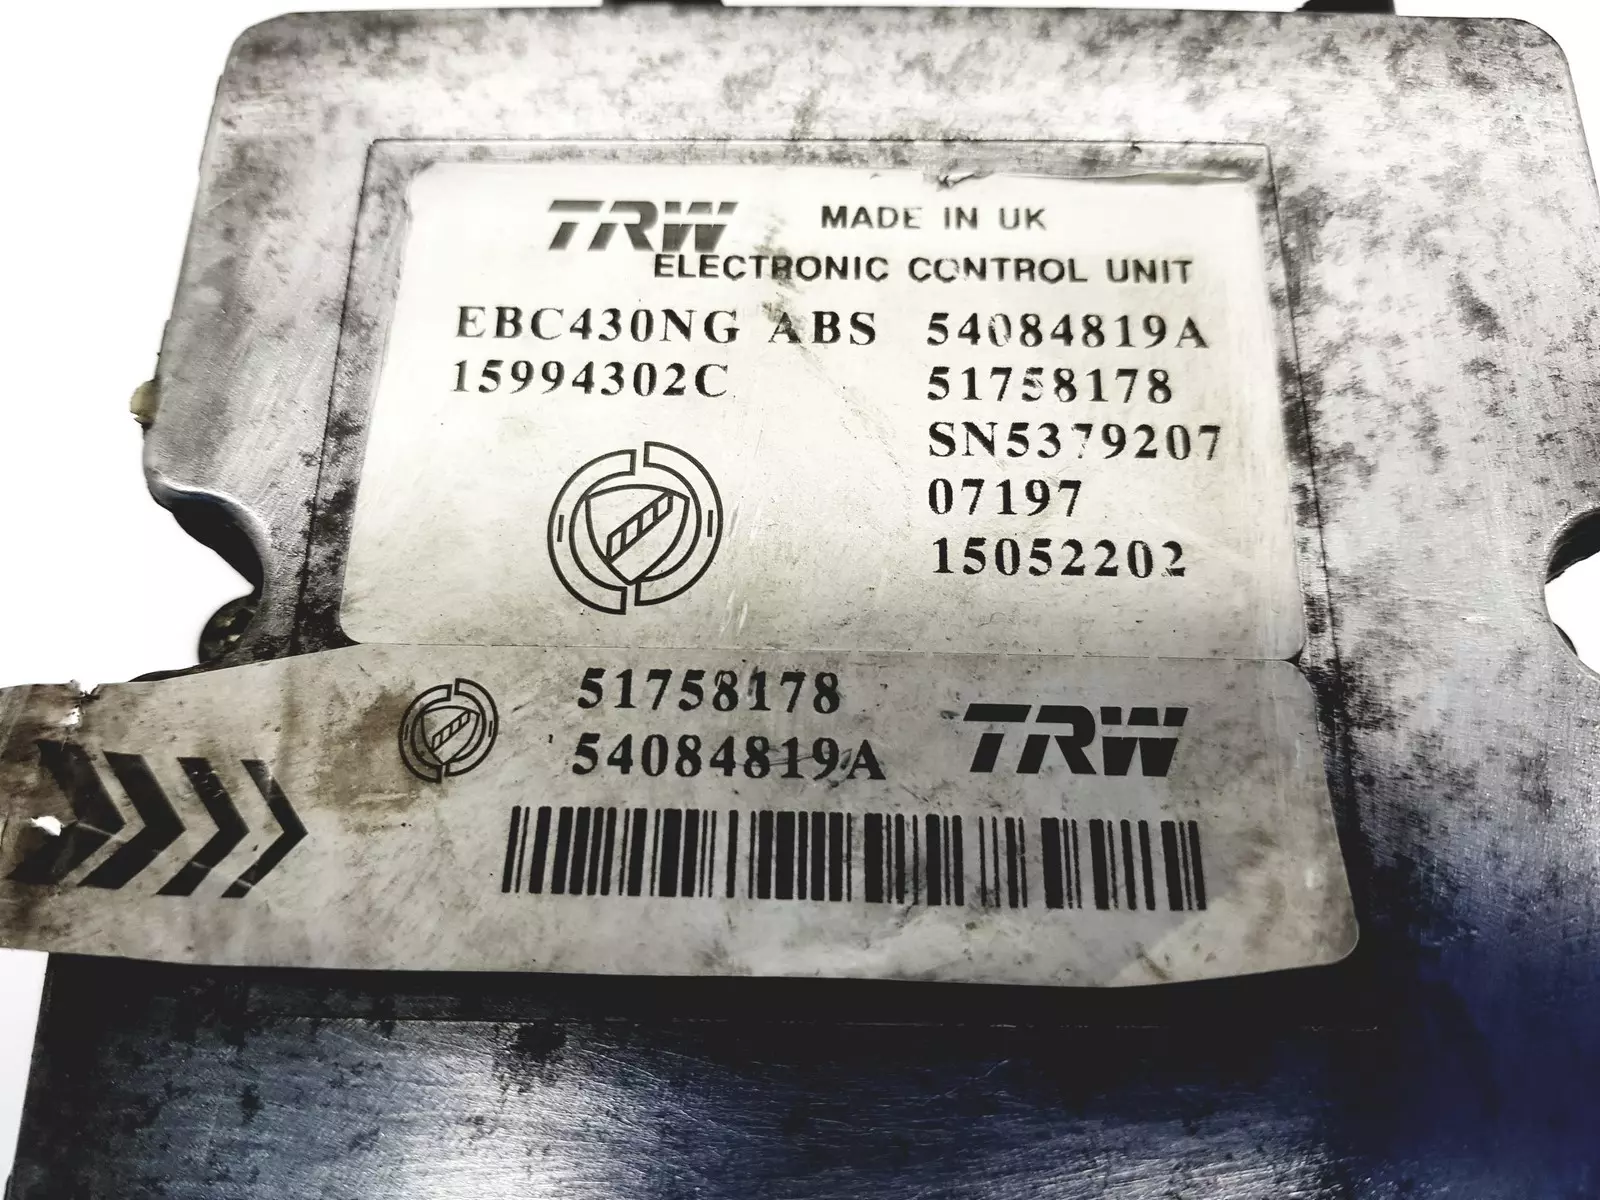 TRW MADE IN UK
ELECTRONIC CONTROL UNIT
EBC430NG ABS 54084819A
15994302C 51758178
SN5379207
07197
15052202
51758178
54084819A TRW